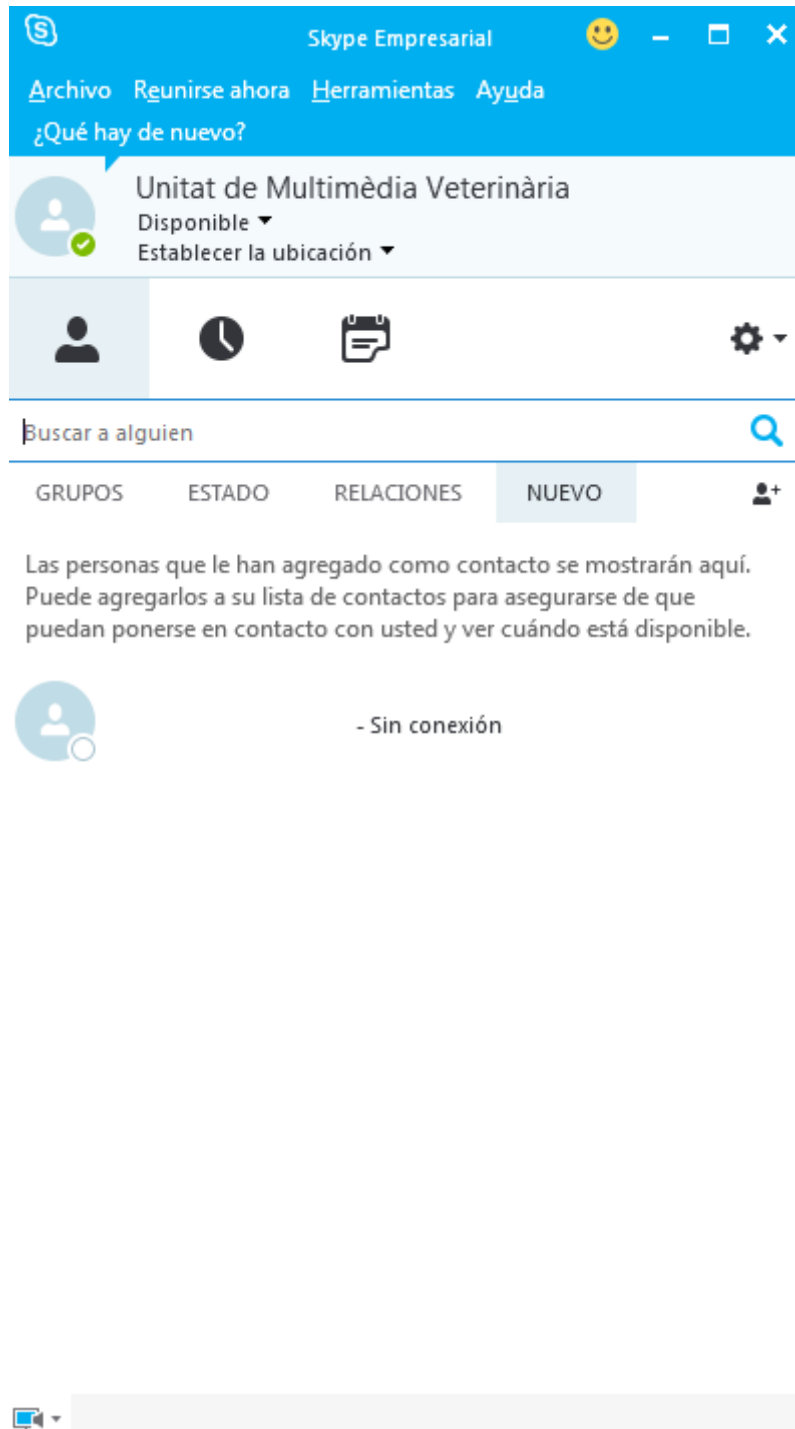 Skype Empresarial
Archivo Reunirse ahora Herramientas Ayuda
¿Qué hay de nuevo?
Unitat de Multimèdia Veterinària
Disponible
Establecer la ubicación
Buscar a alguien
GRUPOS ESTADO RELACIONES NUEVO
Las personas que le han agregado como contacto se mostrarán aquí.
Puede agregarlos a su lista de contactos para asegurarse de que
puedan ponerse en contacto con usted y ver cuándo está disponible.
- Sin conexión